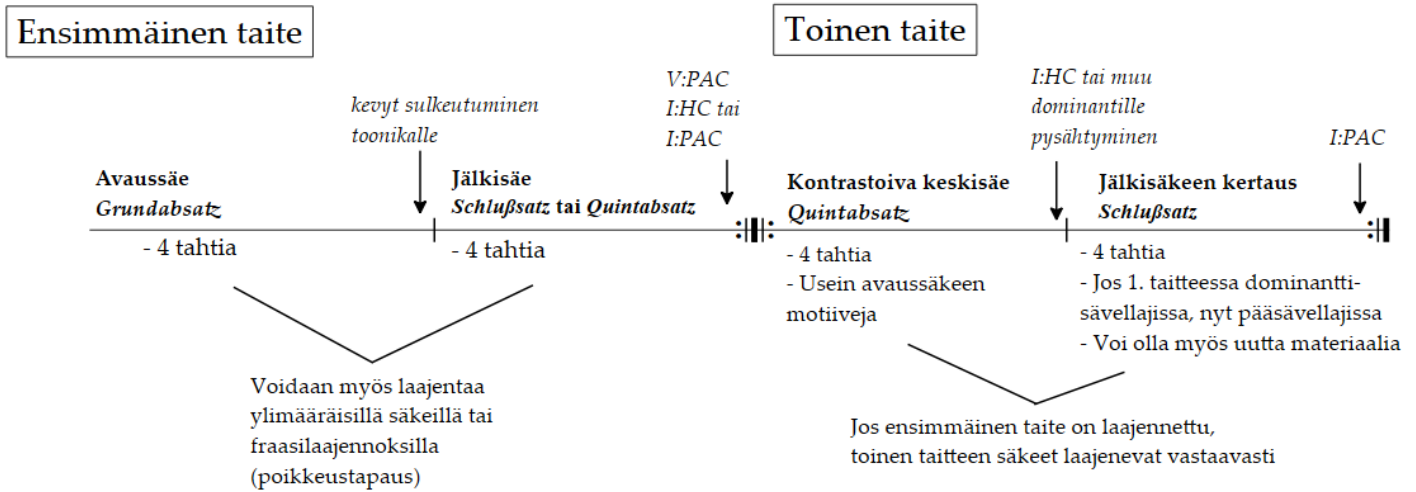 Ensimmäinen taite
kevyt sulkeutuminen
toonikalle
V:PAC
I:HC tai
I:PAC
Avaussäe
Grundabsatz
- 4 tahtia
Jälkisäe
Schlußsatz tai Quintabsatz
- 4 tahtia
Voidaan myös laajentaa
ylimääräisillä säkeillä tai
fraasilaajennoksilla
(poikkeustapaus)
Toinen taite
I:HC tai muu
dominantille
pysähtyminen
I:PAC
Kontrastoiva keskisäe
Quintabsatz
- 4 tahtia
- Usein avaussäkeen
motiiveja
Jälkisäkeen kertaus
Schlußsatz
- 4 tahtia
- Jos 1. taitteessa dominantti-
sävellajissa, nyt pääsävellajissa
- Voi olla myös uutta materiaalia
Jos ensimmäinen taite on laajennettu,
toinen taitteen säkeet laajenevat vastaavasti